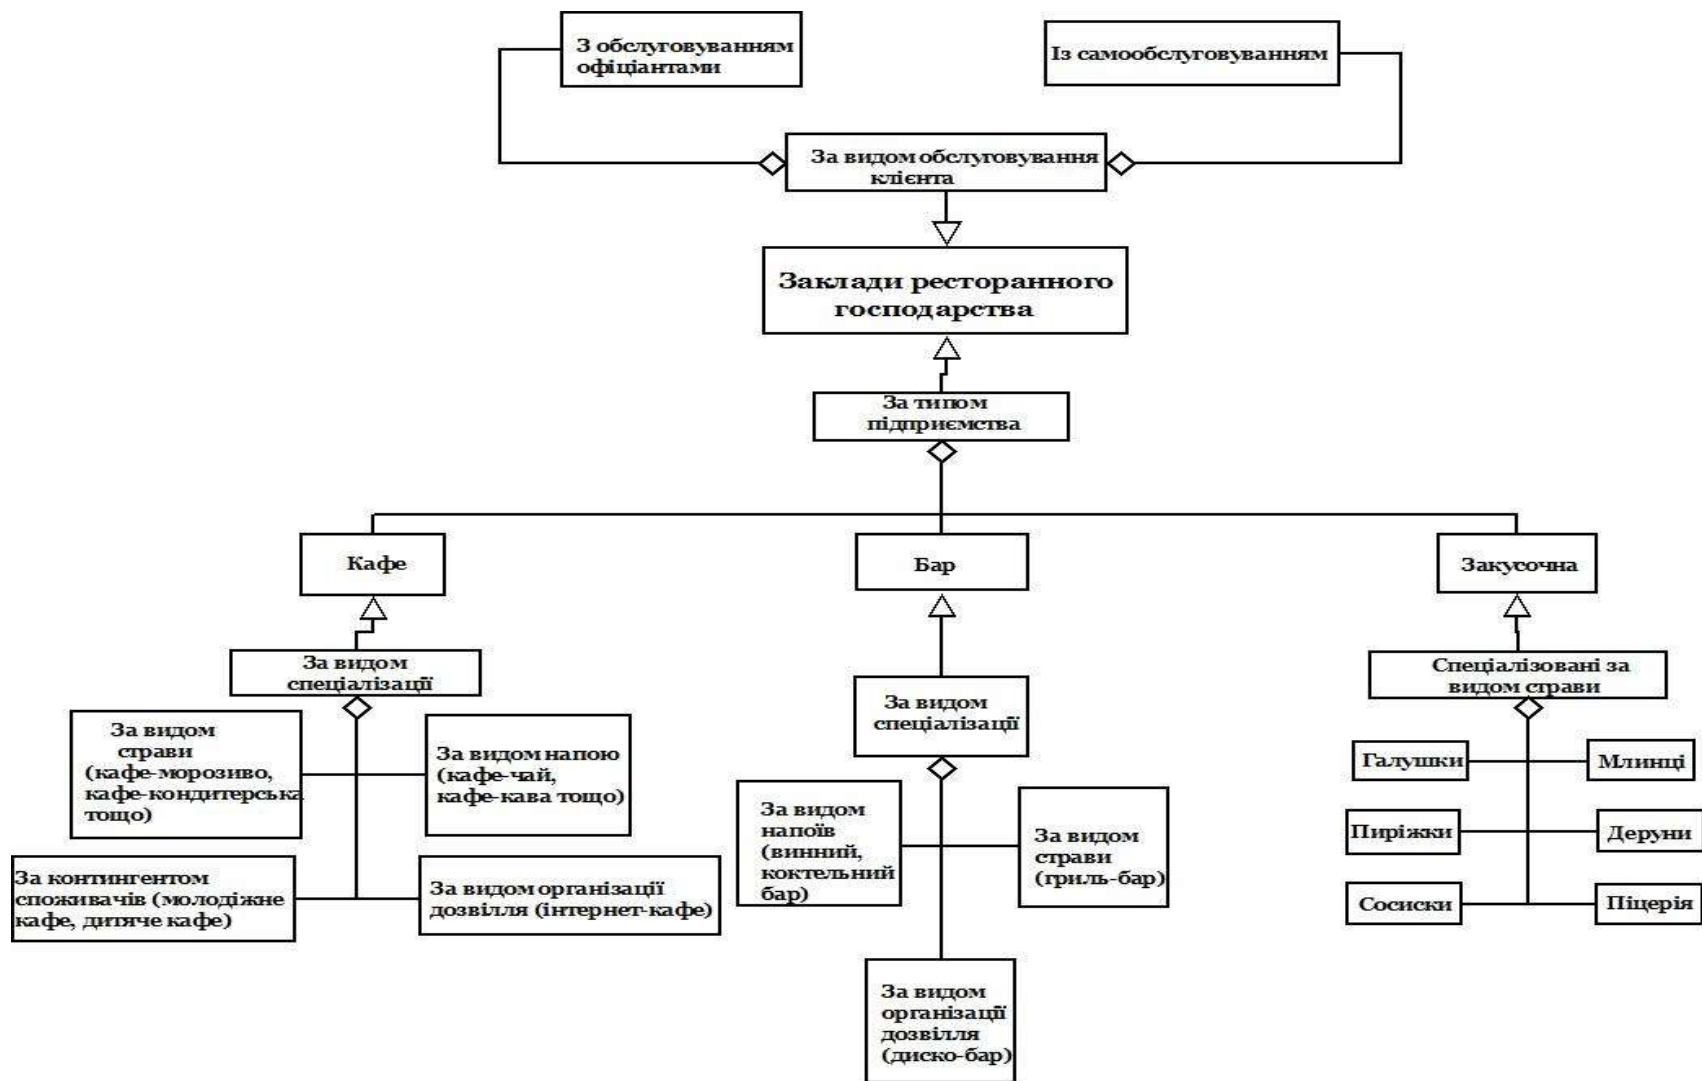 З обслуговуванням
офіціантами
Із самообслуговуванням
За видом обслуговування
клієнта
Заклади ресторанного
господарства
За типом
підприємства
Кафе
Бар
Закусочна
За видом
спеціалізації
За видом
спеціалізації
Спеціалізовані за
видом страви
За видом
страви
(кафе-морозиво,
кафе-кондитерська
тощо)
За видом напою
(кафе-чай,
кафе-кава тощо)
За контингентом
споживачів (молодіжне
кафе, дитяче кафе)
За видом організації
дозвілля (інтернет-кафе)
За видом
напоїв
(винний,
коктельний
бар)
За видом
страви
(гриль-бар)
За видом
організації
дозвілля
(диско-бар)
Галушки
Млинці
Пиріжки
Деруни
Сосиски
Піцерія